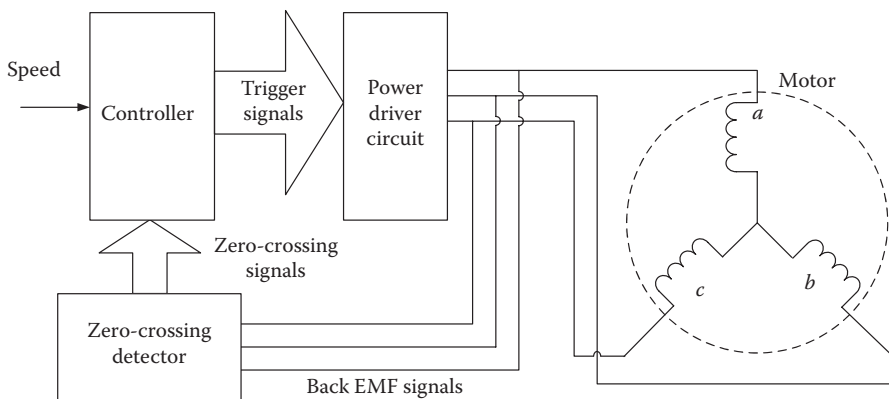 Speed
Controller
Trigger
signals
Power
driver
circuit
Motor
a
b
c
Zero-crossing
signals
Zero-crossing
detector
Back EMF signals